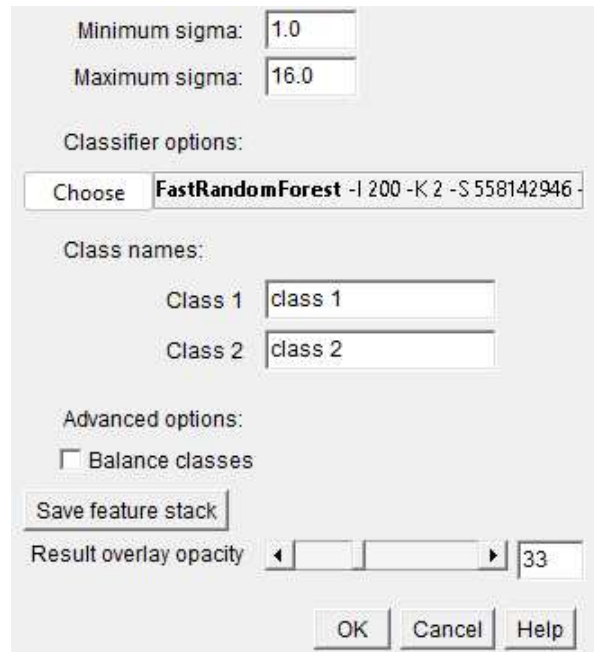 Minimum sigma: 1.0
Maximum sigma: 16.0
Classifier options:
Choose FastRandomForest -I 200 -K 2 -S 558142946 -
Class names:
Class 1 class 1
Class 2 class 2
Advanced options:
Balance classes
Save feature stack
Result overlay opacity 33
OK Cancel Help